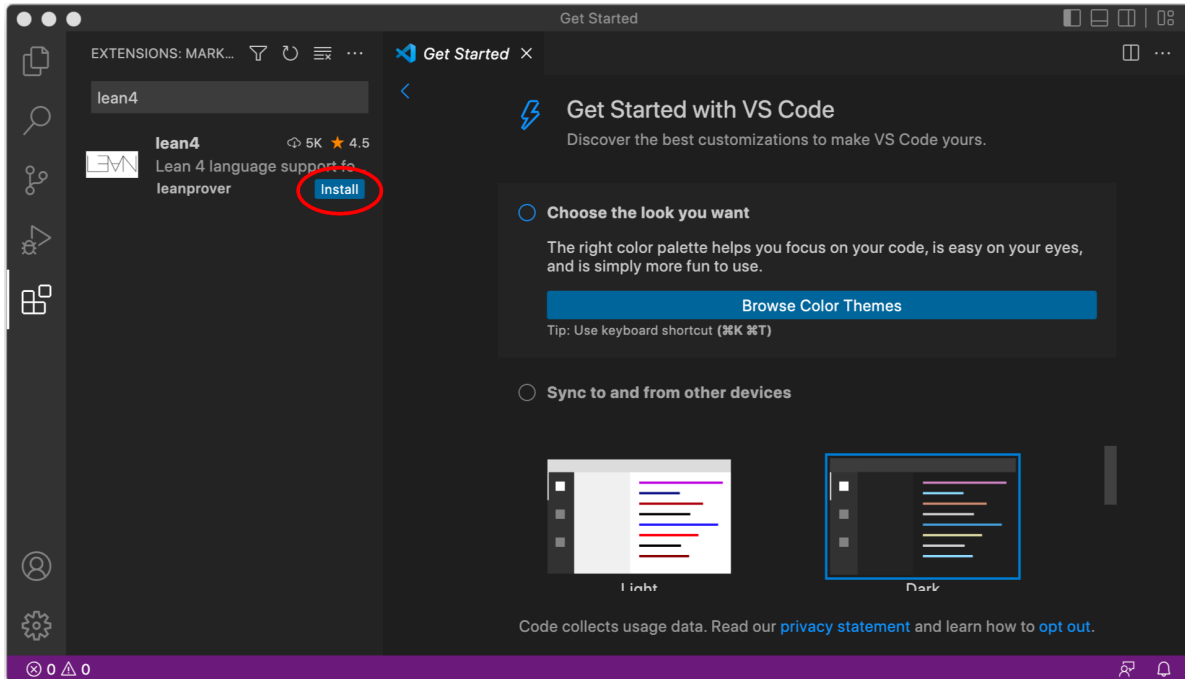 Get Started
EXTENSIONS: MARK...
Get Started
lean4
lean4 5K 4.5
Lean 4 language support fo...
leanprover Install
Get Started with VS Code
Discover the best customizations to make VS Code yours.
Choose the look you want
The right color palette helps you focus on your code, is easy on your eyes,
and is simply more fun to use.
Browse Color Themes
Tip: Use keyboard shortcut (⌘K ⌘T)
Sync to and from other devices
Light Dark
Code collects usage data. Read our privacy statement and learn how to opt out.
0 0